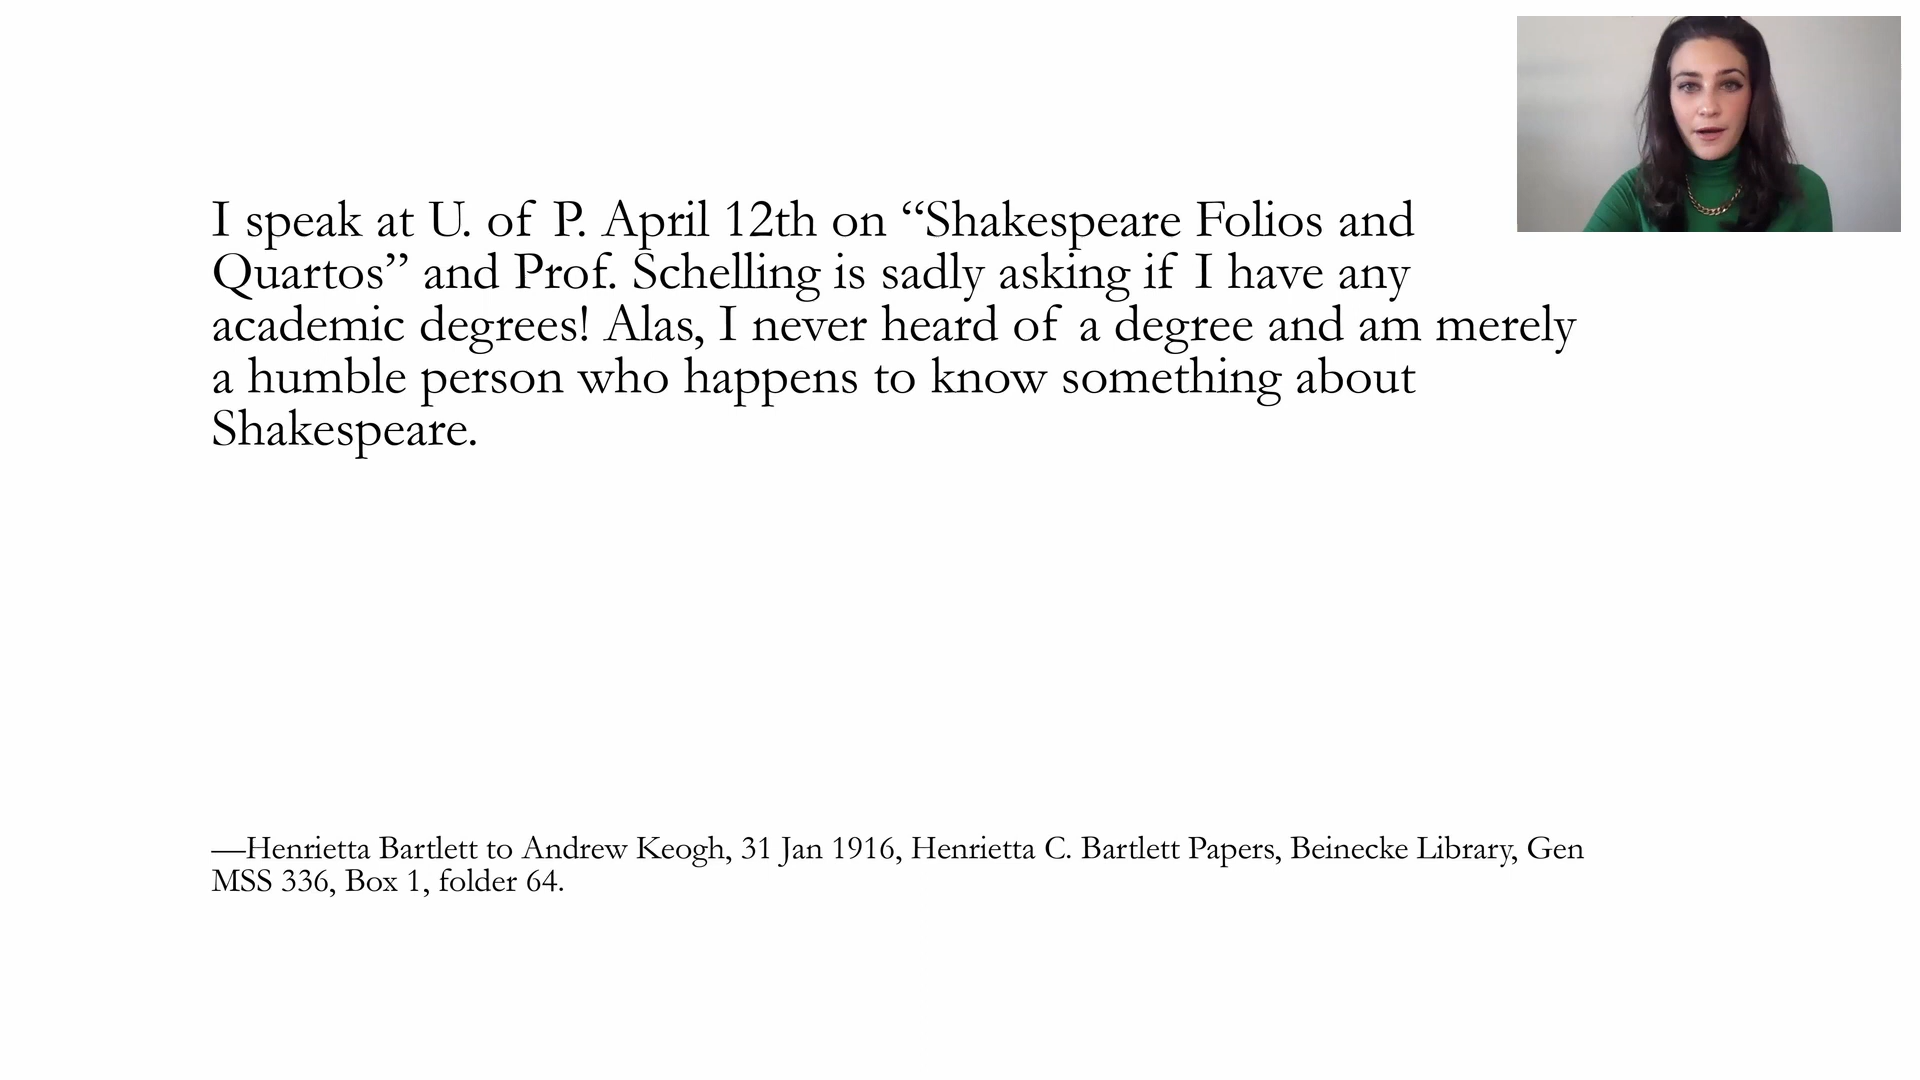 I speak at U. of P. April 12th on “Shakespeare Folios and
Quartos” and Prof. Schelling is sadly asking if I have any
academic degrees! Alas, I never heard of a degree and am merely
a humble person who happens to know something about
Shakespeare.
—Henrietta Bartlett to Andrew Keogh, 31 Jan 1916, Henrietta C. Bartlett Papers, Beinecke Library, Gen
MSS 336, Box 1, folder 64.